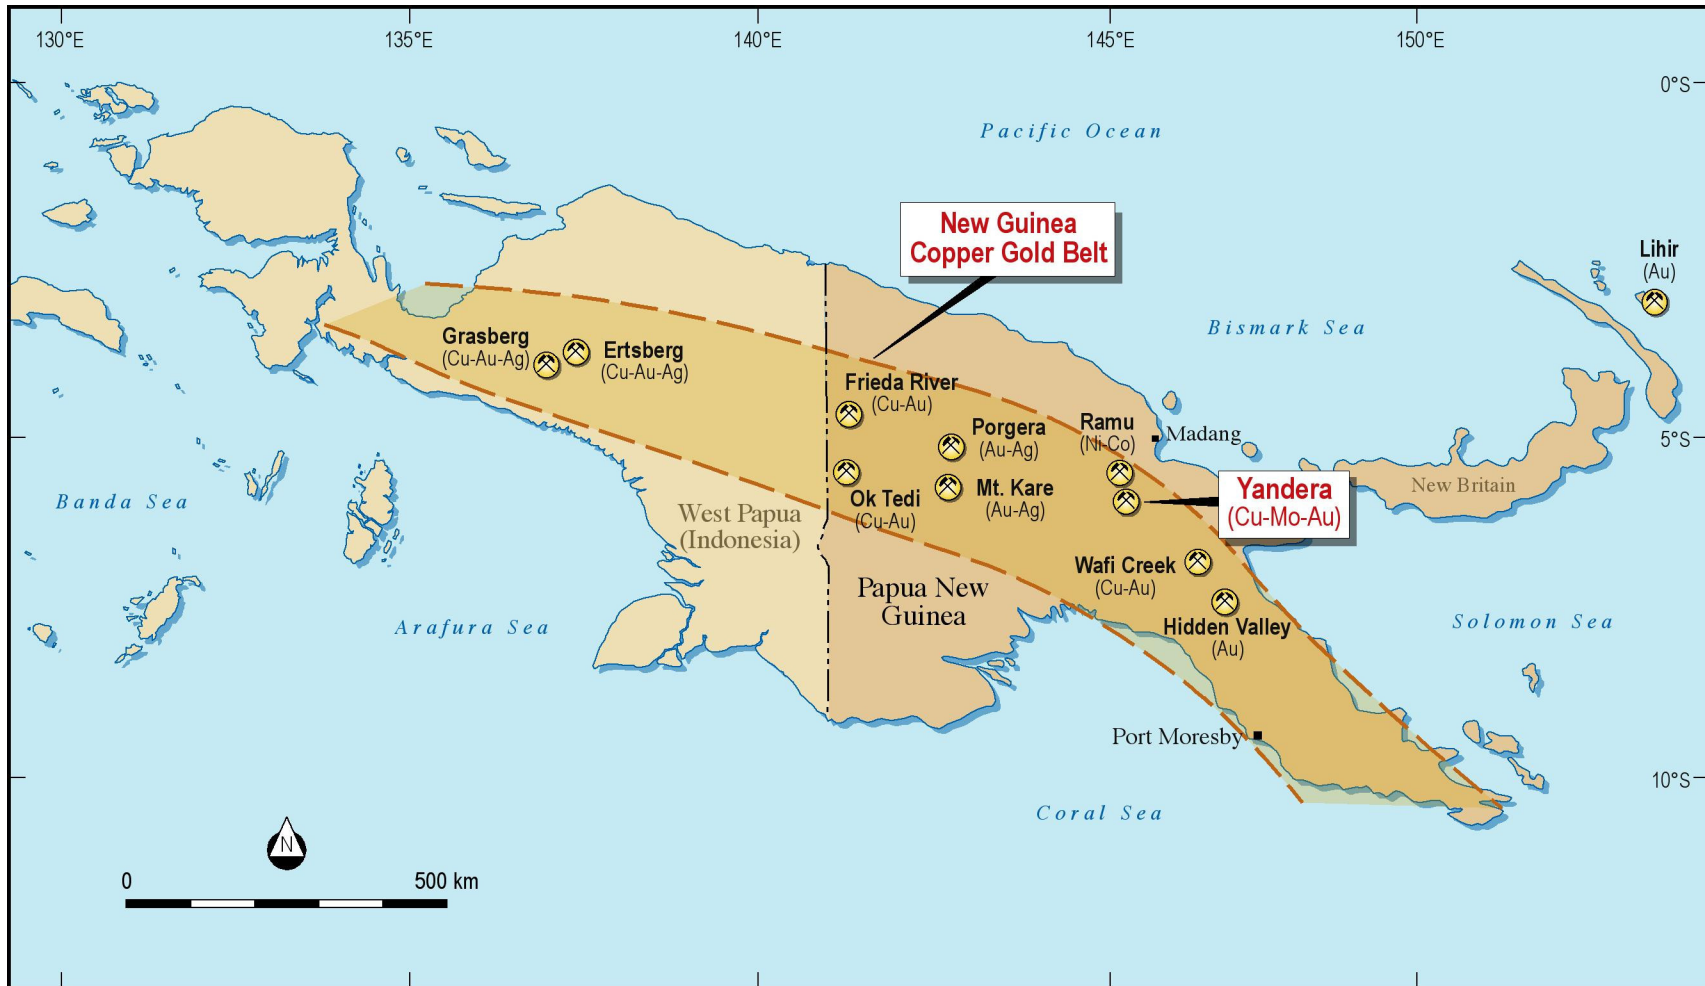 130°E
135°E
140°E
145°E
150°E
0°S
Pacific Ocean
New Guinea
Copper Gold Belt
Lihir
(Au)
Bismark Sea
Grasberg
(Cu-Au-Ag)
Ertsberg
(Cu-Au-Ag)
Frieda River
(Cu-Au)
Porgera
(Au-Ag)
Ramu
(Ni-Co)
Madang
5°S
Ok Tedi
(Cu-Au)
Mt. Kare
(Au-Ag)
Yandera
(Cu-Mo-Au)
New Britain
Banda Sea
West Papua
(Indonesia)
Wafi Creek
(Cu-Au)
Papua New
Guinea
Arafura Sea
Hidden Valley
(Au)
Solomon Sea
Port Moresby
10°S
Coral Sea
N
0
500 km